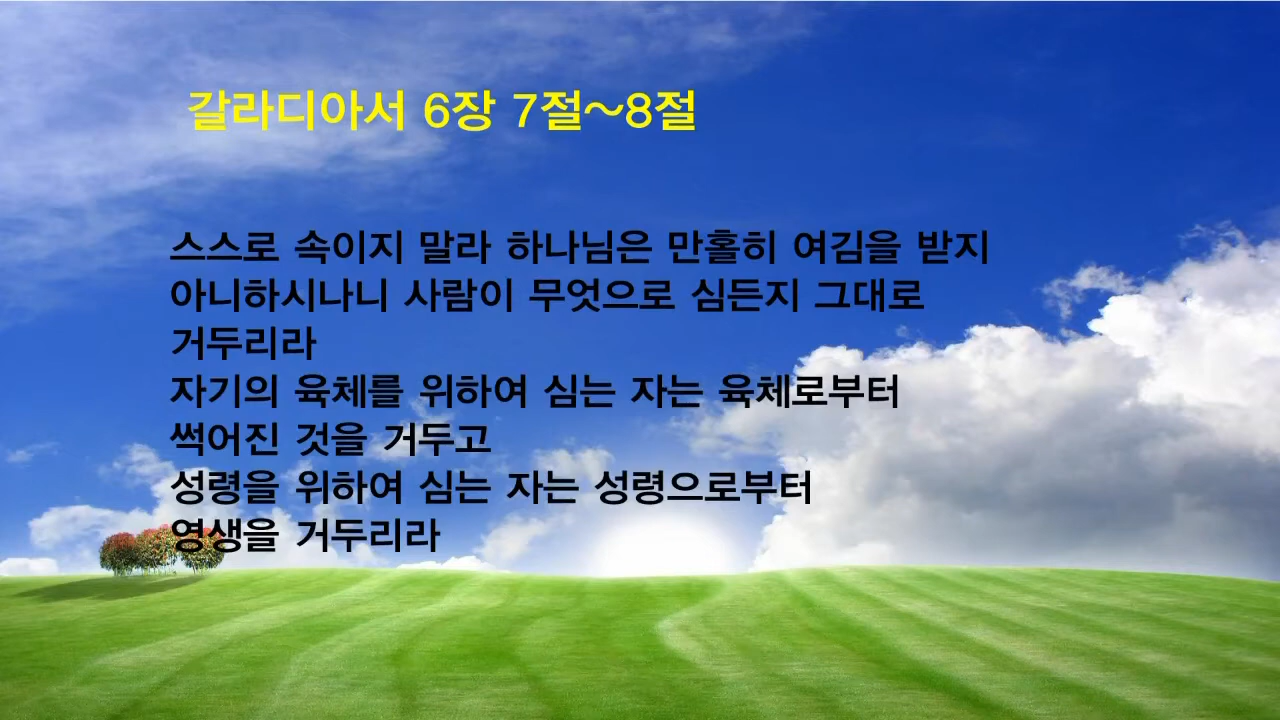 갈라디아서 6장 7절~8절
스스로 속이지 말라 하나님은 만홀히 여김을 받지
아니하시나니 사람이 무엇으로 심든지 그대로
거두리라
자기의 육체를 위하여 심는 자는 육체로부터
썩어진 것을 거두고
성령을 위하여 심는 자는 성령으로부터
영생을 거두리라